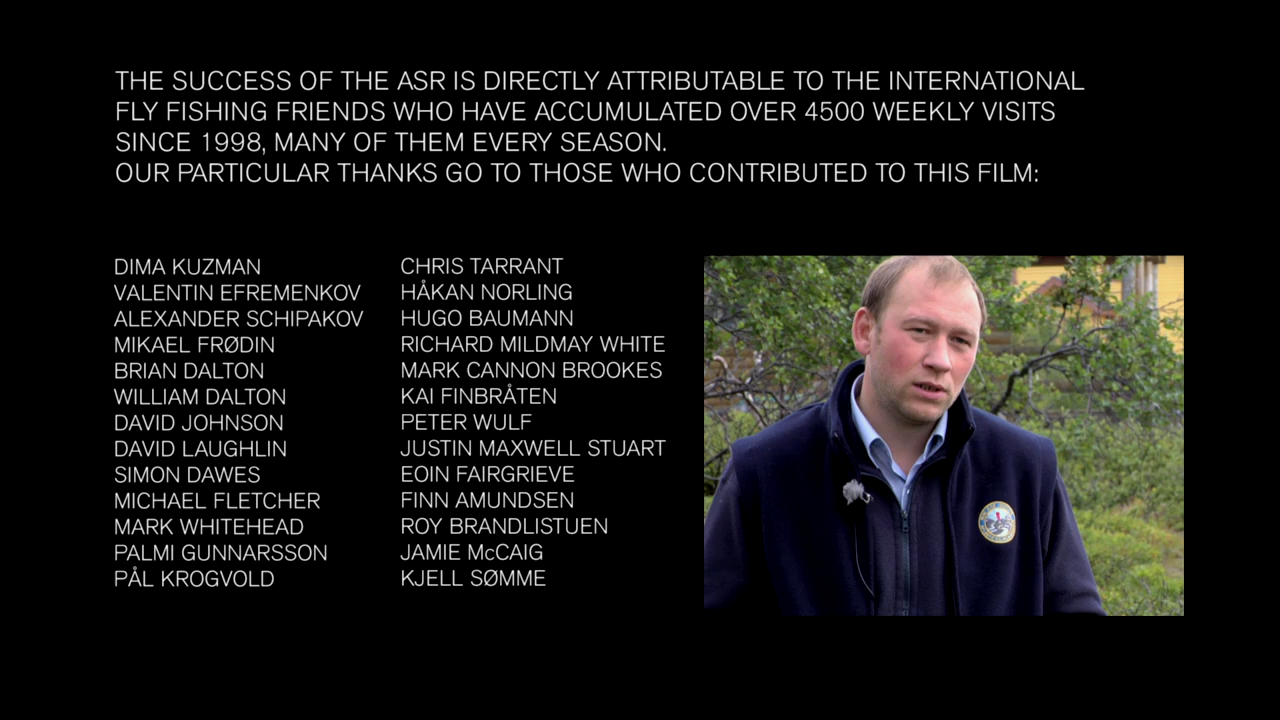 THE SUCCESS OF THE ASR IS DIRECTLY ATTRIBUTABLE TO THE INTERNATIONAL
FLY FISHING FRIENDS WHO HAVE ACCUMULATED OVER 4500 WEEKLY VISITS
SINCE 1998, MANY OF THEM EVERY SEASON.
OUR PARTICULAR THANKS GO TO THOSE WHO CONTRIBUTED TO THIS FILM:
DIMA KUZMAN
VALENTIN EFREMENKOV
ALEXANDER SCHIPAKOV
MIKAEL FRØDIN
BRIAN DALTON
WILLIAM DALTON
DAVID JOHNSON
DAVID LAUGHLIN
SIMON DAWES
MICHAEL FLETCHER
MARK WHITEHEAD
PALMI GUNNARSSON
PÅL KROGVOLD
CHRIS TARRANT
HÅKAN NORLING
HUGO BAUMANN
RICHARD MILDMAY WHITE
MARK CANNON BROOKES
KAI FINBRÅTEN
PETER WULF
JUSTIN MAXWELL STUART
EOIN FAIRGRIEVE
FINN AMUNDSEN
ROY BRANDLISTUEN
JAMIE McCAIG
KJELL SØMME